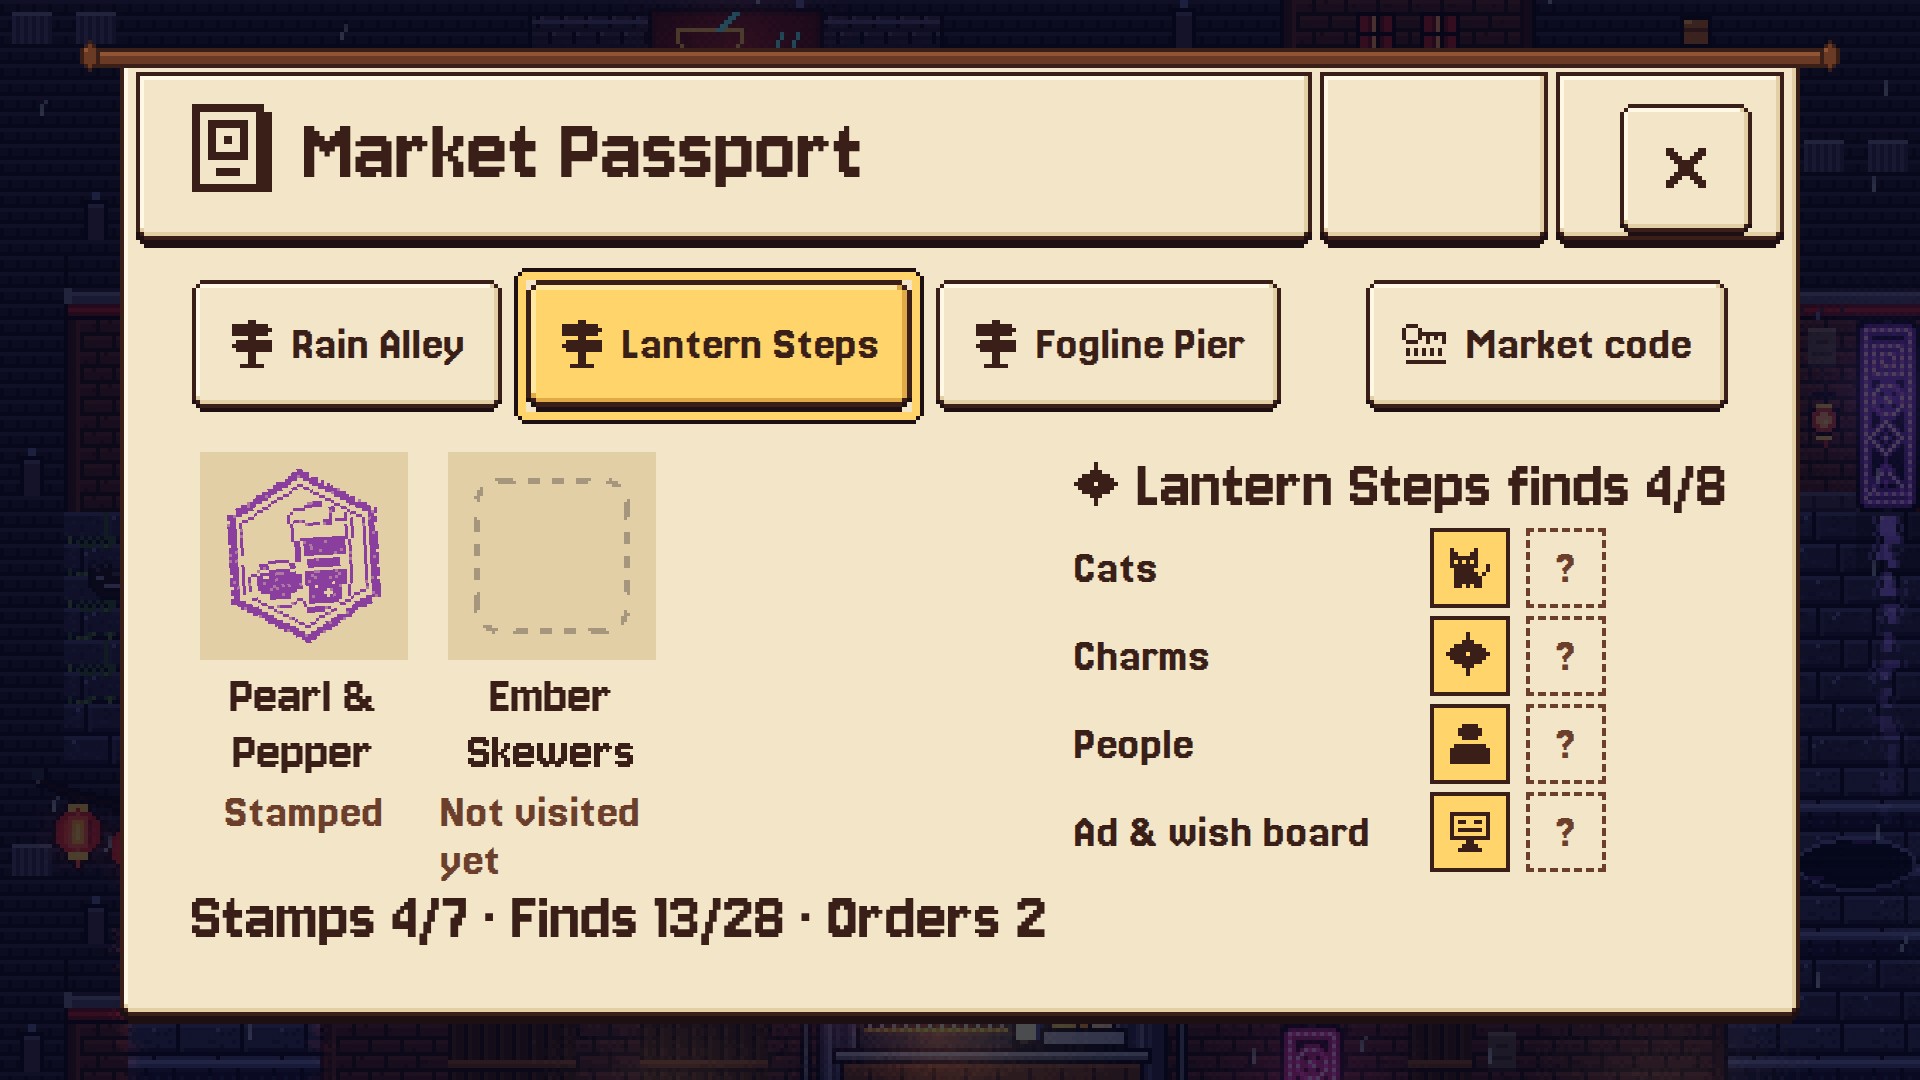 Market Passport
Rain Alley
Lantern Steps
Fogline Pier
Market code
Pearl &
Pepper
Stamped
Ember
Skewers
Not visited
yet
Lantern Steps finds 4/8
Cats
?
Charms
?
People
?
Ad & wish board
?
Stamps 4/7 · Finds 13/28 · Orders 2